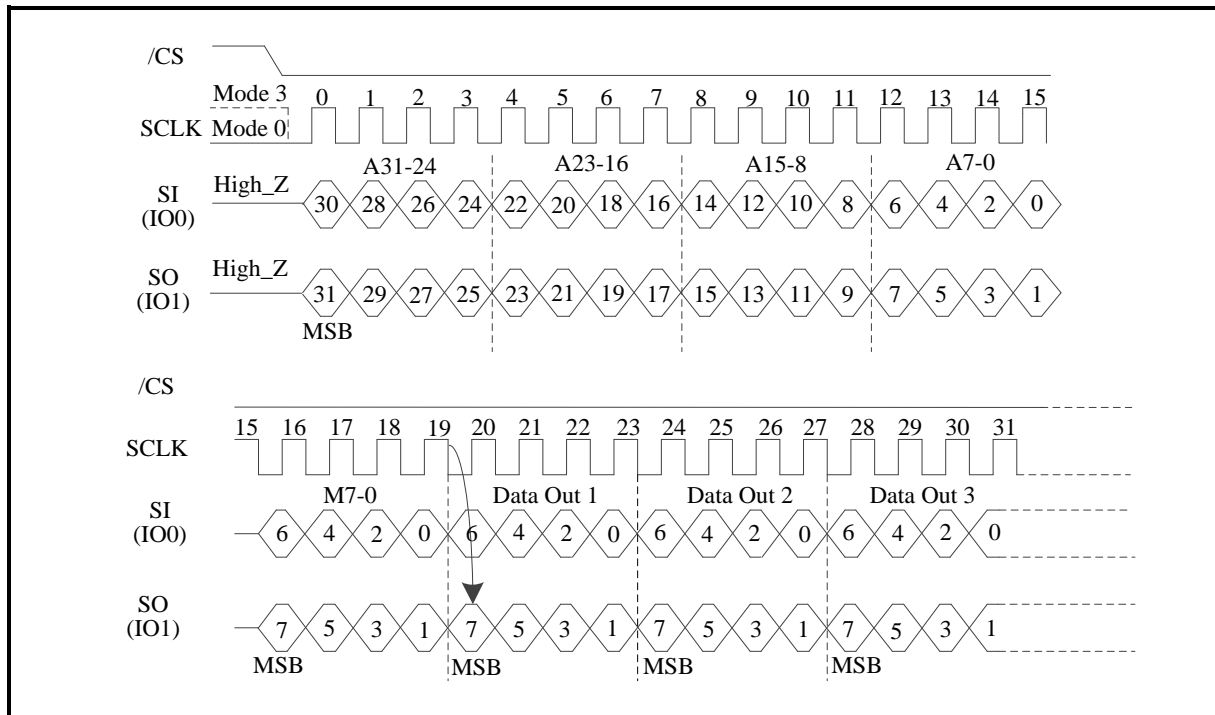 /CS
Mode 3
0 1 2 3 4 5 6 7 8 9 10 11 12 13 14 15
SCLK Mode 0
A31-24 A23-16 A15-8 A7-0
SI
(IO0)
High_Z
30 28 26 24 22 20 18 16 14 12 10 8 6 4 2 0
SO
(IO1)
High_Z
31 29 27 25 23 21 19 17 15 13 11 9 7 5 3 1
MSB
/CS
15 16 17 18 19 20 21 22 23 24 25 26 27 28 29 30 31
SCLK
M7-0 Data Out 1 Data Out 2 Data Out 3
SI
(IO0)
6 4 2 0 6 4 2 0 6 4 2 0 6 4 2 0
SO
(IO1)
7 5 3 1 7 5 3 1 7 5 3 1 7 5 3 1
MSB MSB MSB MSB